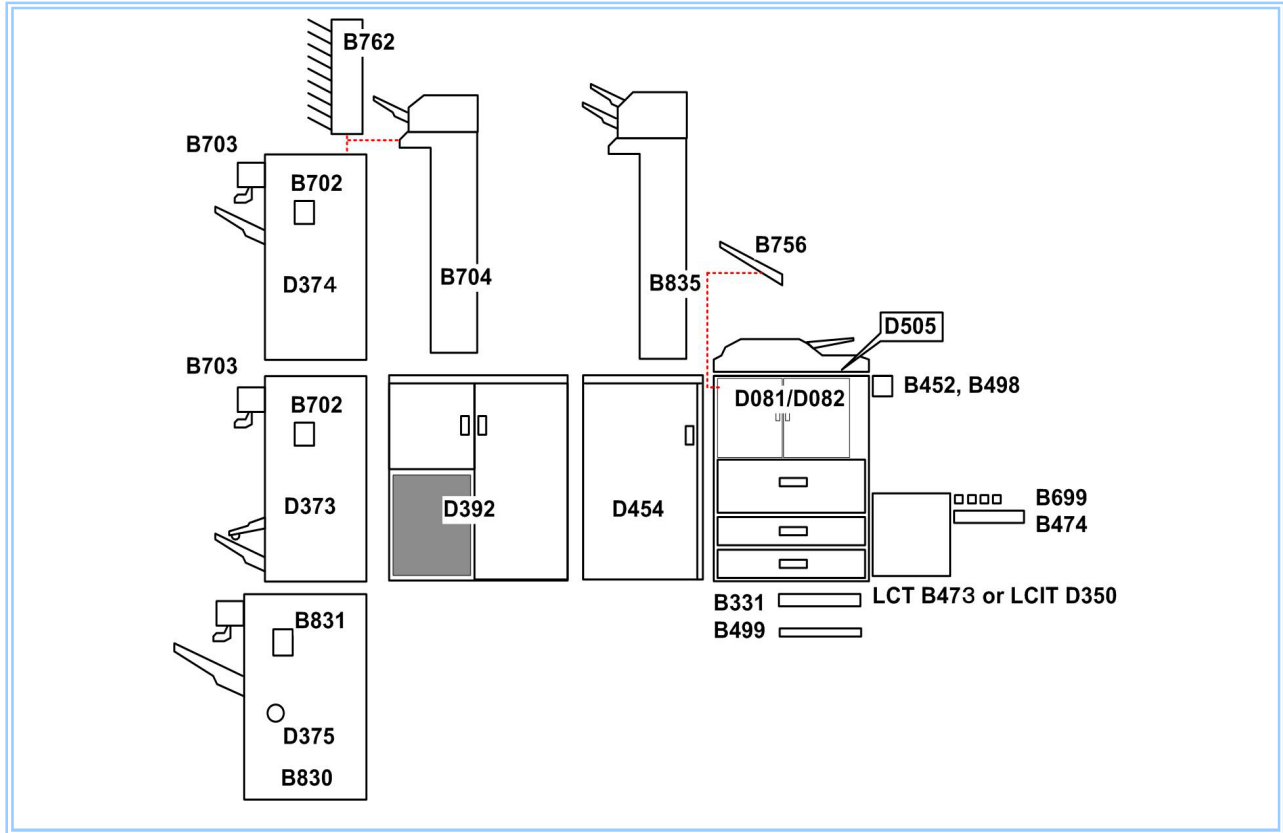 B762
B703
B702
D374
B704
B835
B756
D505
B703
B702
D373
D392
D454
D081/D082
B452, B498
B699
B474
LCT B473 or LCIT D350
B331
B499
B831
D375
B830